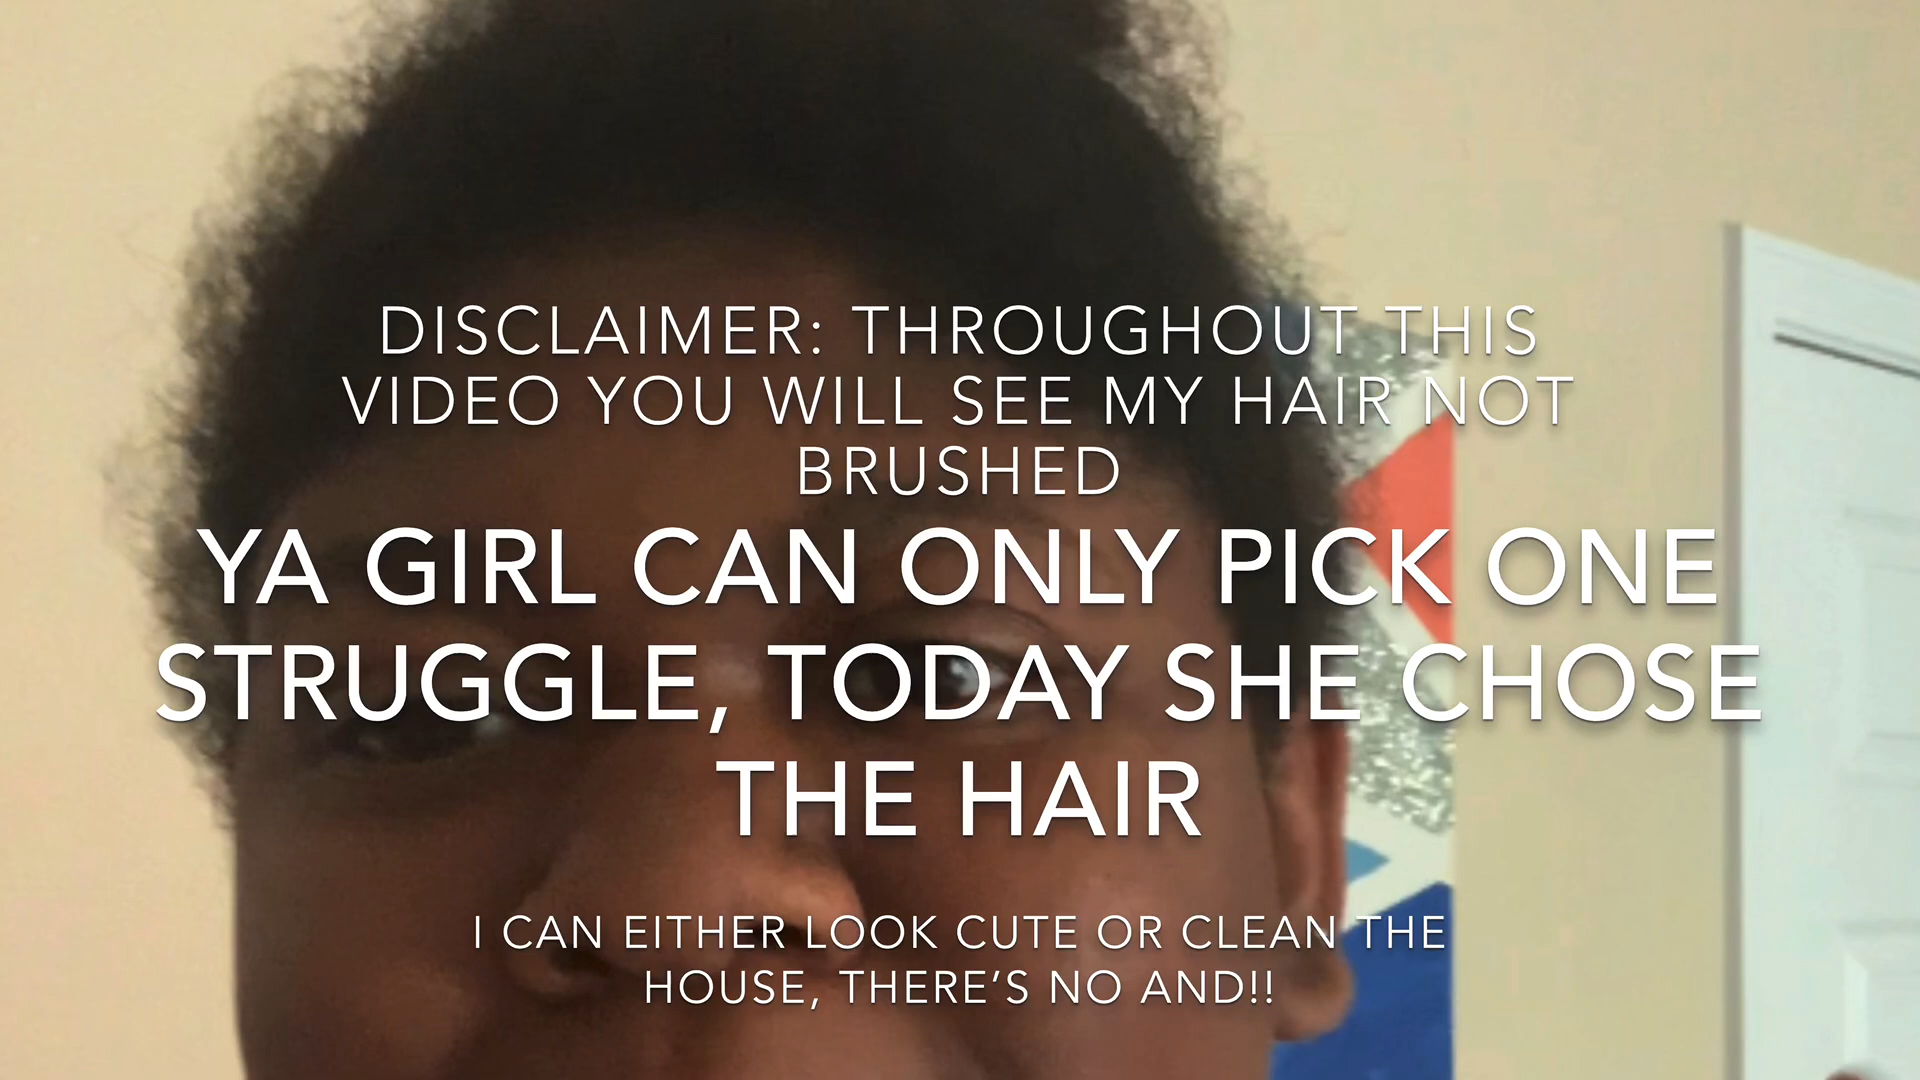 DISCLAIMER: THROUGHOUT THIS
VIDEO YOU WILL SEE MY HAIR NOT
BRUSHED
YA GIRL CAN ONLY PICK ONE
STRUGGLE, TODAY SHE CHOSE
THE HAIR
I CAN EITHER LOOK CUTE OR CLEAN THE
HOUSE, THERE’S NO AND!!